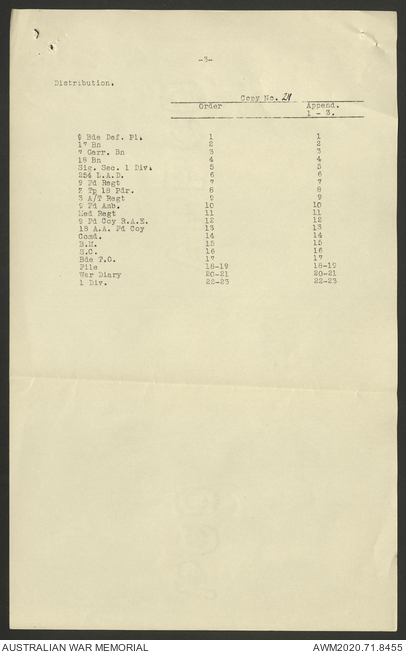 -3-
Distribution.
Copy No. 21
Order Append.
1 - 3.
9 Bde Def. Pl. 1 1
17 Bn 2 2
7 Garr. Bn 3 3
18 Bn 4 4
Sig. Sec. 1 Div. 5 5
254 L.A.D. 6 6
9 Fd Regt 7 7
F Tp 18 Pdr. 8 8
3 A/T Regt 9 9
9 Fd Amb. 10 10
Med Regt 11 11
9 Fd Coy R.A.E. 12 12
18 A.A. Fd Coy 13 13
Comd. 14 14
B.M. 15 15
S.C. 16 16
Bde T.O. 17 17
File 18-19 18-19
War Diary 20-21 20-21
1 Div. 22-23 22-23
AUSTRALIAN WAR MEMORIAL AWM2020.71.8455